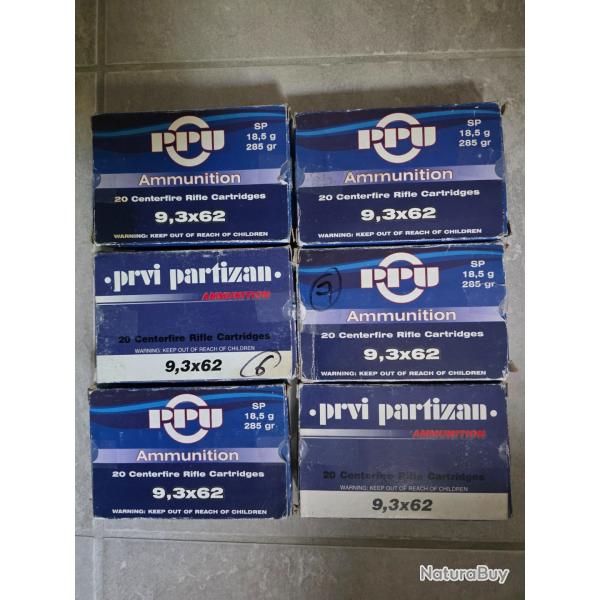 PPU
SP
18,5 g
285 gr
Ammunition
20 Centerfire Rifle Cartridges
9,3x62
WARNING: KEEP OUT OF REACH OF CHILDREN
PPU
SP
18,5 g
285 gr
Ammunition
20 Centerfire Rifle Cartridges
9,3x62
WARNING: KEEP OUT OF REACH OF CHILDREN
·prvi partizan·
AMMUNITION
20 Centerfire Rifle Cartridges
WARNING: KEEP OUT OF REACH OF CHILDREN
9,3x62 6
PPU
SP
18,5 g
285 gr
Ammunition
20 Centerfire Rifle Cartridges
9,3x62
WARNING: KEEP OUT OF REACH OF CHILDREN
PPU
SP
18,5 g
285 gr
Ammunition
20 Centerfire Rifle Cartridges
9,3x62
WARNING: KEEP OUT OF REACH OF CHILDREN
·prvi partizan·
AMMUNITION
20 Centerfire Rifle Cartridges
WARNING: KEEP OUT OF REACH OF CHILDREN
9,3x62
NaturaBuy